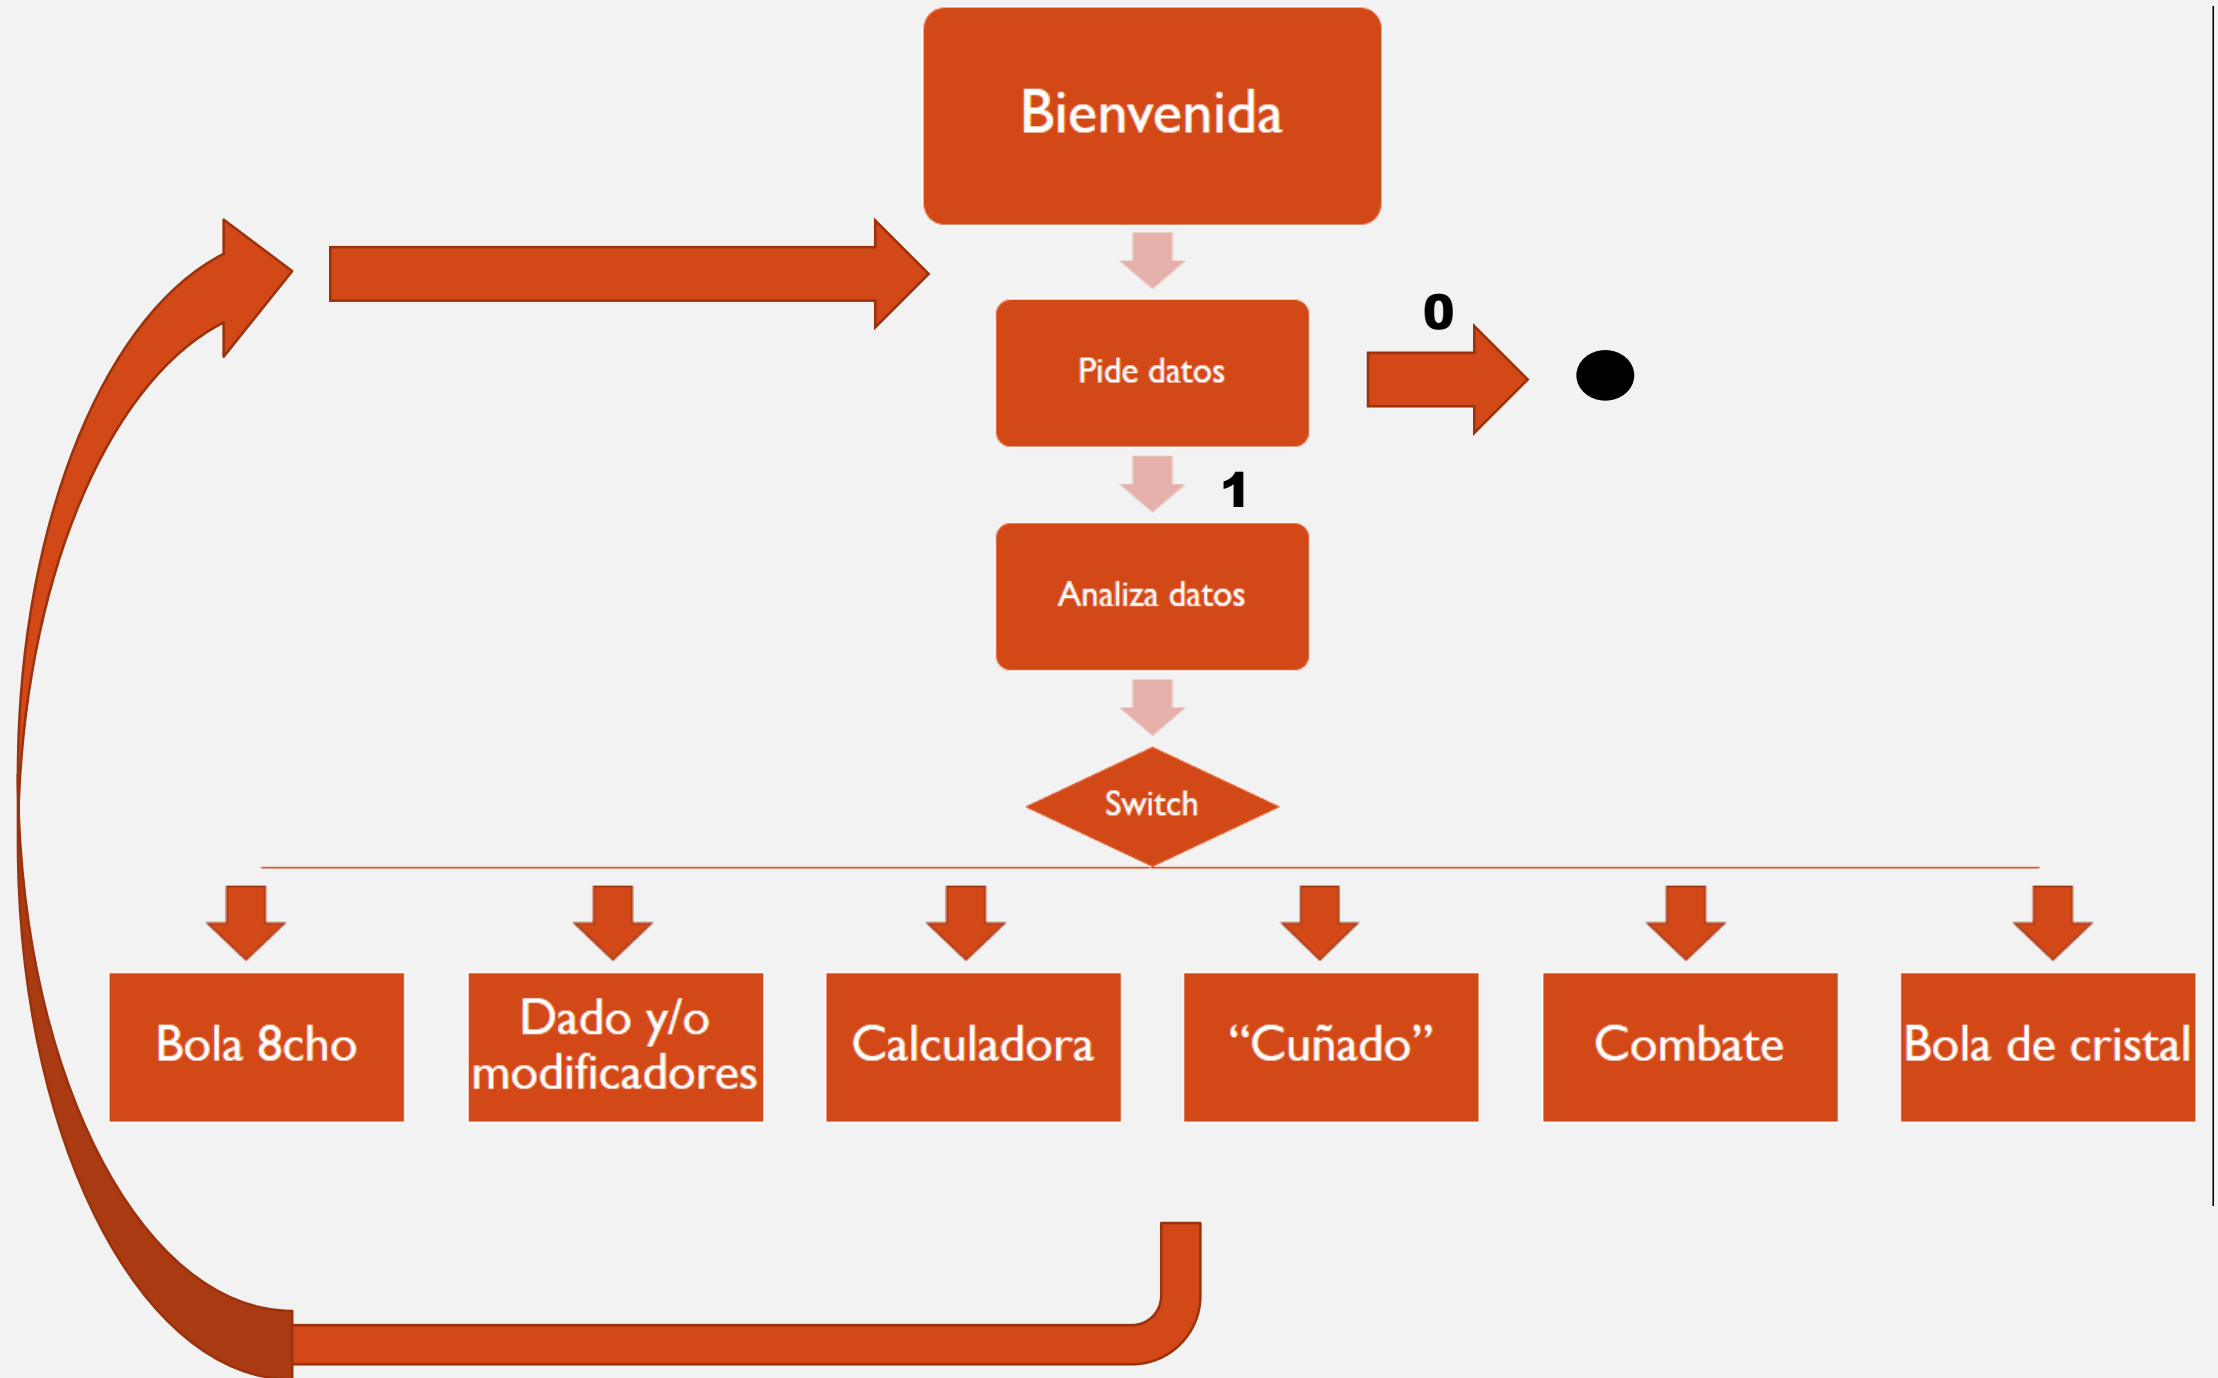 Bienvenida
0
Pide datos
1
Analiza datos
Switch
Bola 8cho
Dado y/o
modificadores
Calculadora
“Cuñado”
Combate
Bola de cristal